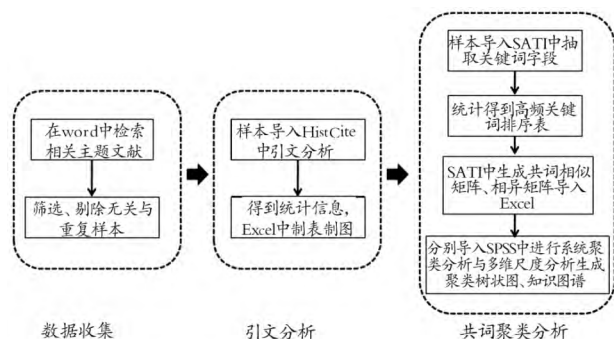 在word中检索
相关主题文献
筛选、剔除无关与
重复样本
数据收集
样本导入HistCite
中引文分析
得到统计信息,
Excel中制表制图
引文分析
样本导入SATI中抽
取关键词字段
统计得到高频关键
词排序表
SATI中生成共词相似
矩阵、相异矩阵导入
Excel
分别导入SPSS中进行系统聚
类分析与多维尺度分析生成
聚类树状图、知识图谱
共词聚类分析